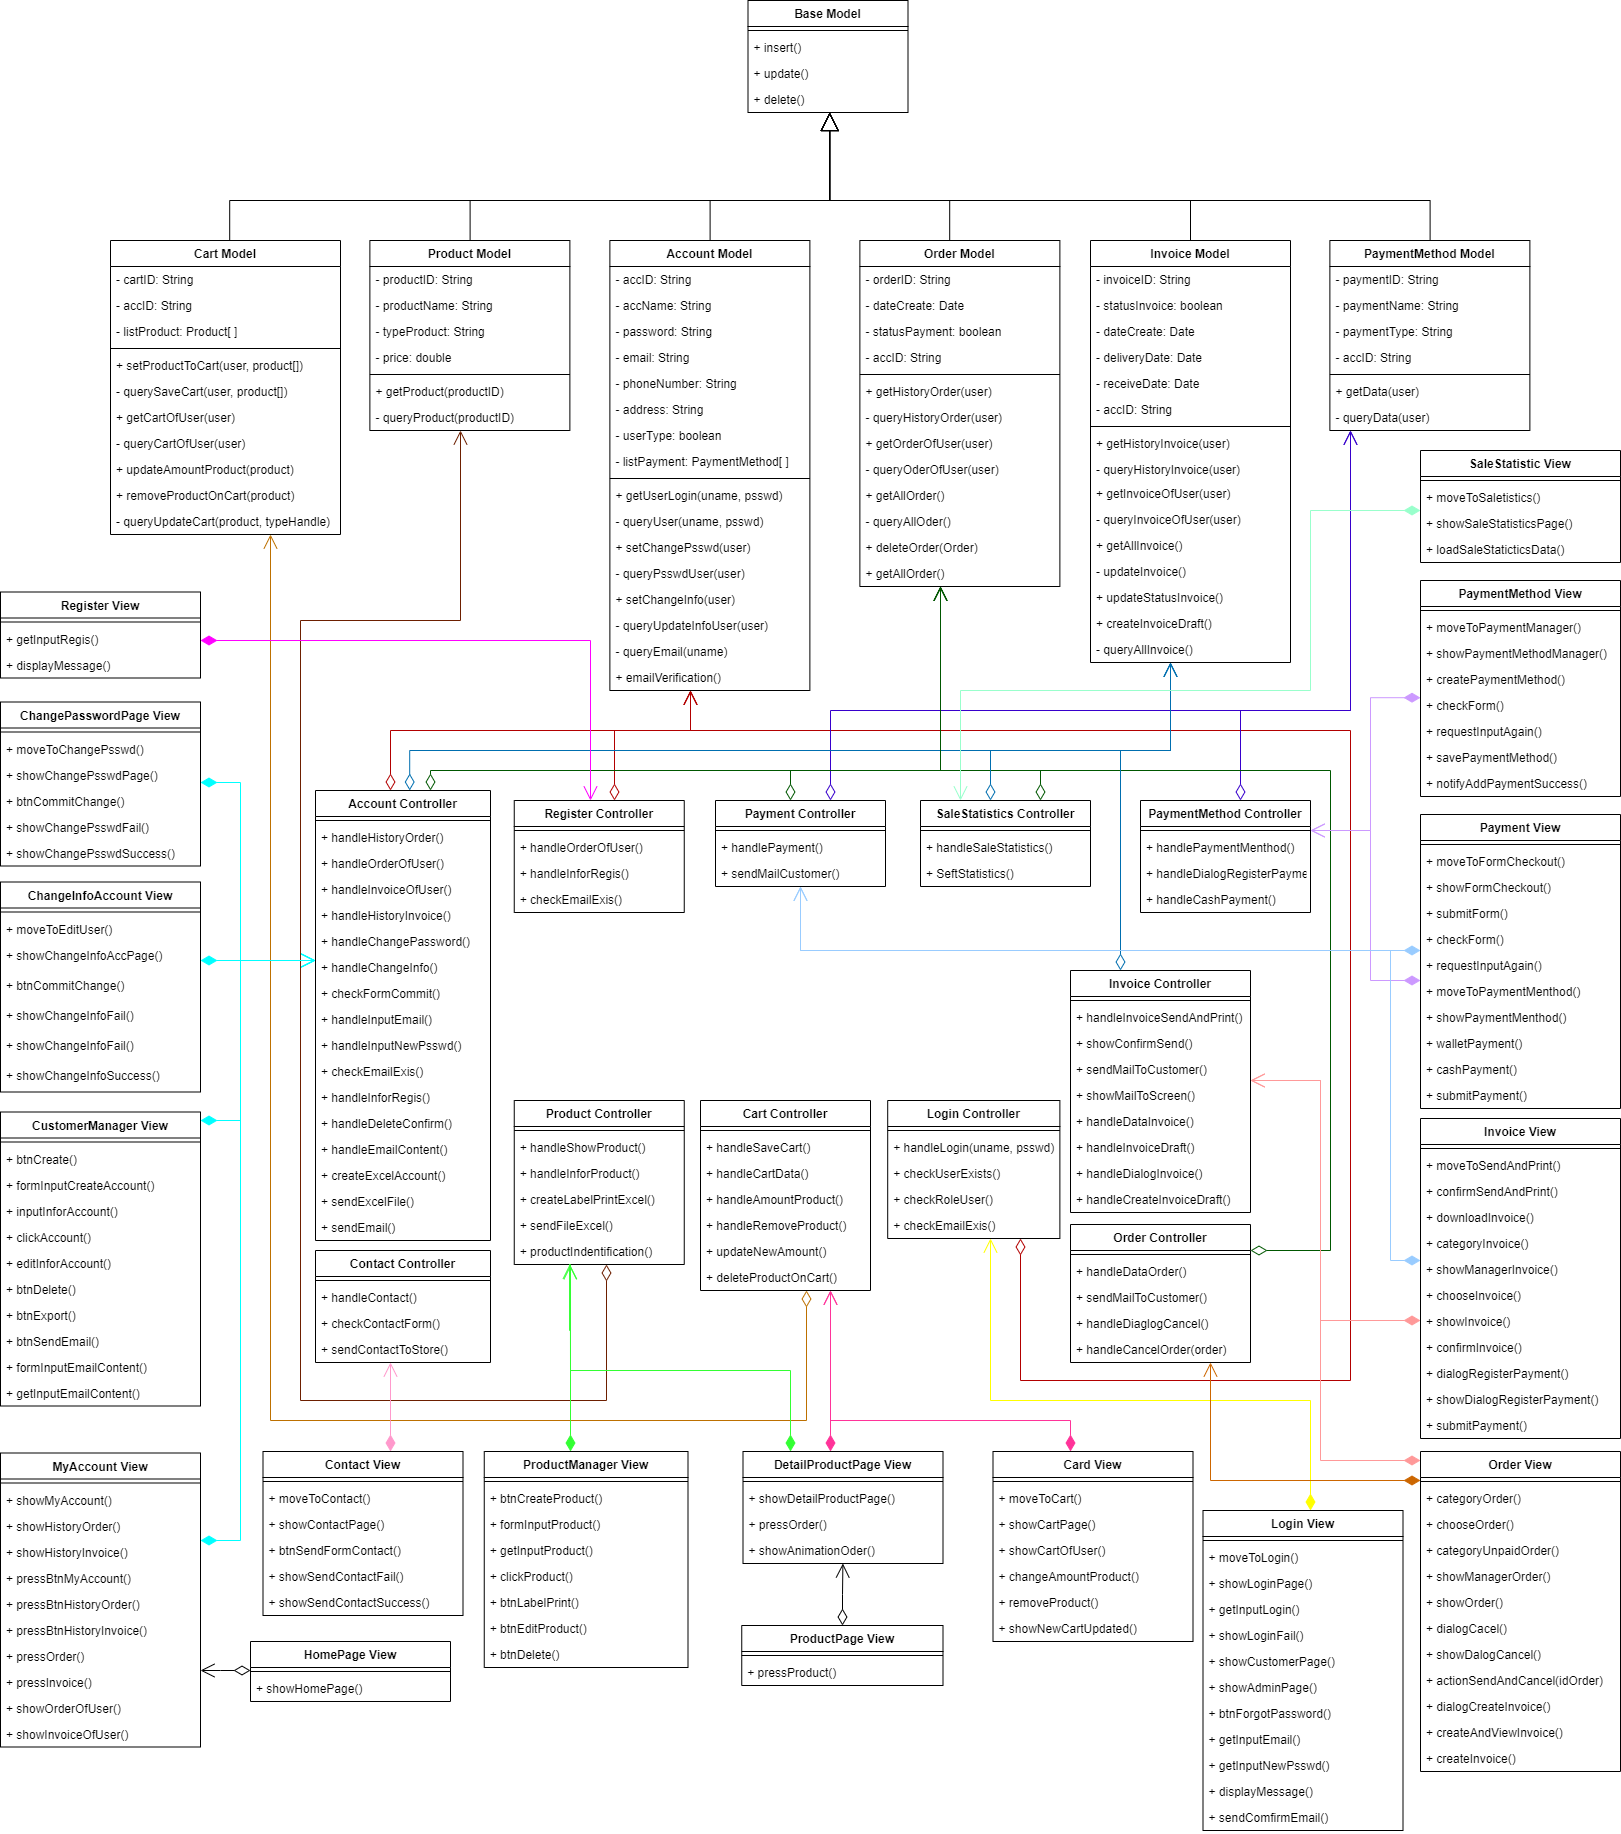 Base Model
+ insert()
+ update()
+ delete()
Cart Model
- cartID: String
- accID: String
- listProduct: Product[ ]
+ setProductToCart(user, product[])
- querySaveCart(user, product[])
+ getCartOfUser(user)
- queryCartOfUser(user)
+ updateAmountProduct(product)
+ removeProductOnCart(product)
- queryUpdateCart(product, typeHandle)
Product Model
- productID: String
- productName: String
- typeProduct: String
- price: double
+ getProduct(productID)
- queryProduct(productID)
Account Model
- accID: String
- accName: String
- password: String
- email: String
- phoneNumber: String
- address: String
- userType: boolean
- listPayment: PaymentMethod[ ]
+ getUserLogin(uname, psswd)
- queryUser(uname, psswd)
+ setChangePsswd(user)
- queryPsswdUser(user)
+ setChangeInfo(user)
- queryUpdateInfoUser(user)
- queryEmail(uname)
+ emailVerification()
Order Model
- orderID: String
- dateCreate: Date
- statusPayment: boolean
- accID: String
+ getHistoryOrder(user)
- queryHistoryOrder(user)
+ getOrderOfUser(user)
- queryOderOfUser(user)
+ getAllOrder()
- queryAllOder()
+ deleteOrder(Order)
+ getAllOrder()
Invoice Model
- invoiceID: String
- statusInvoice: boolean
- dateCreate: Date
- deliveryDate: Date
- receiveDate: Date
- accID: String
+ getHistoryInvoice(user)
- queryHistoryInvoice(user)
+ getInvoiceOfUser(user)
- queryInvoiceOfUser(user)
+ getAllInvoice()
- updateInvoice()
+ updateStatusInvoice()
+ createInvoiceDraft()
- queryAllInvoice()
PaymentMethod Model
- paymentID: String
- paymentName: String
- paymentType: String
- accID: String
+ getData(user)
- queryData(user)
SaleStatistic View
+ moveToSaletistics()
+ showSaleStatisticsPage()
+ loadSaleStaticticsData()
Register View
+ getInputRegis()
+ displayMessage()
PaymentMethod View
+ moveToPaymentManager()
+ showPaymentMethodManager()
+ createPaymentMethod()
+ checkForm()
+ requestInputAgain()
+ savePaymentMethod()
+ notifyAddPaymentSuccess()
ChangePasswordPage View
+ moveToChangePsswd()
+ showChangePsswdPage()
+ btnCommitChange()
+ showChangePsswdFail()
+ showChangePsswdSuccess()
Account Controller
+ handleHistoryOrder()
+ handleOrderOfUser()
+ handleInvoiceOfUser()
+ handleHistoryInvoice()
+ handleChangePassword()
+ handleChangeInfo()
+ checkFormCommit()
+ handleInputEmail()
+ handleInputNewPsswd()
+ checkEmailExis()
+ handleInforRegis()
+ handleDeleteConfirm()
+ handleEmailContent()
+ createExcelAccount()
+ sendExcelFile()
+ sendEmail()
Register Controller
+ handleOrderOfUser()
+ handleInforRegis()
+ checkEmailExis()
Payment Controller
+ handlePayment()
+ sendMailCustomer()
SaleStatistics Controller
+ handleSaleStatistics()
+ SeftStatistics()
PaymentMethod Controller
+ handlePaymentMenthod()
+ handleDialogRegisterPayme
+ handleCashPayment()
Payment View
+ moveToFormCheckout()
+ showFormCheckout()
+ submitForm()
+ checkForm()
+ requestInputAgain()
+ moveToPaymentMenthod()
+ showPaymentMenthod()
+ walletPayment()
+ cashPayment()
+ submitPayment()
ChangeInfoAccount View
+ moveToEditUser()
+ showChangeInfoAccPage()
+ btnCommitChange()
+ showChangeInfoFail()
+ showChangeInfoFail()
+ showChangeInfoSuccess()
Invoice Controller
+ handleInvoiceSendAndPrint()
+ showConfirmSend()
+ sendMailToCustomer()
+ showMailToScreen()
+ handleDataInvoice()
+ handleInvoiceDraft()
+ handleDialogInvoice()
+ handleCreateInvoiceDraft()
CustomerManager View
+ btnCreate()
+ formInputCreateAccount()
+ inputInforAccount()
+ clickAccount()
+ editInforAccount()
+ btnDelete()
+ btnExport()
+ btnSendEmail()
+ formInputEmailContent()
+ getInputEmailContent()
Product Controller
+ handleShowProduct()
+ handleInforProduct()
+ createLabelPrintExcel()
+ sendFileExcel()
+ productIndentification()
Cart Controller
+ handleSaveCart()
+ handleCartData()
+ handleAmountProduct()
+ handleRemoveProduct()
+ updateNewAmount()
+ deleteProductOnCart()
Login Controller
+ handleLogin(uname, psswd)
+ checkUserExists()
+ checkRoleUser()
+ checkEmailExis()
Invoice View
+ moveToSendAndPrint()
+ confirmSendAndPrint()
+ downloadInvoice()
+ categoryInvoice()
+ showManagerInvoice()
+ chooseInvoice()
+ showInvoice()
+ confirmInvoice()
+ dialogRegisterPayment()
+ showDialogRegisterPayment()
+ submitPayment()
Order Controller
+ handleDataOrder()
+ sendMailToCustomer()
+ handleDiaglogCancel()
+ handleCancelOrder(order)
Contact Controller
+ handleContact()
+ checkContactForm()
+ sendContactToStore()
MyAccount View
+ showMyAccount()
+ showHistoryOrder()
+ showHistoryInvoice()
+ pressBtnMyAccount()
+ pressBtnHistoryOrder()
+ pressBtnHistoryInvoice()
+ pressOrder()
+ pressInvoice()
+ showOrderOfUser()
+ showInvoiceOfUser()
Contact View
+ moveToContact()
+ showContactPage()
+ btnSendFormContact()
+ showSendContactFail()
+ showSendContactSuccess()
ProductManager View
+ btnCreateProduct()
+ formInputProduct()
+ getInputProduct()
+ clickProduct()
+ btnLabelPrint()
+ btnEditProduct()
+ btnDelete()
DetailProductPage View
+ showDetailProductPage()
+ pressOrder()
+ showAnimationOder()
Card View
+ moveToCart()
+ showCartPage()
+ showCartOfUser()
+ changeAmountProduct()
+ removeProduct()
+ showNewCartUpdated()
Order View
+ categoryOrder()
+ chooseOrder()
+ categoryUnpaidOrder()
+ showManagerOrder()
+ showOrder()
+ dialogCacel()
+ showDalogCancel()
+ actionSendAndCancel(idOrder)
+ dialogCreateInvoice()
+ createAndViewInvoice()
+ createInvoice()
Login View
+ moveToLogin()
+ showLoginPage()
+ getInputLogin()
+ showLoginFail()
+ showCustomerPage()
+ showAdminPage()
+ btnForgotPassword()
+ getInputEmail()
+ getInputNewPsswd()
+ displayMessage()
+ sendComfirmEmail()
ProductPage View
+ pressProduct()
HomePage View
+ showHomePage()